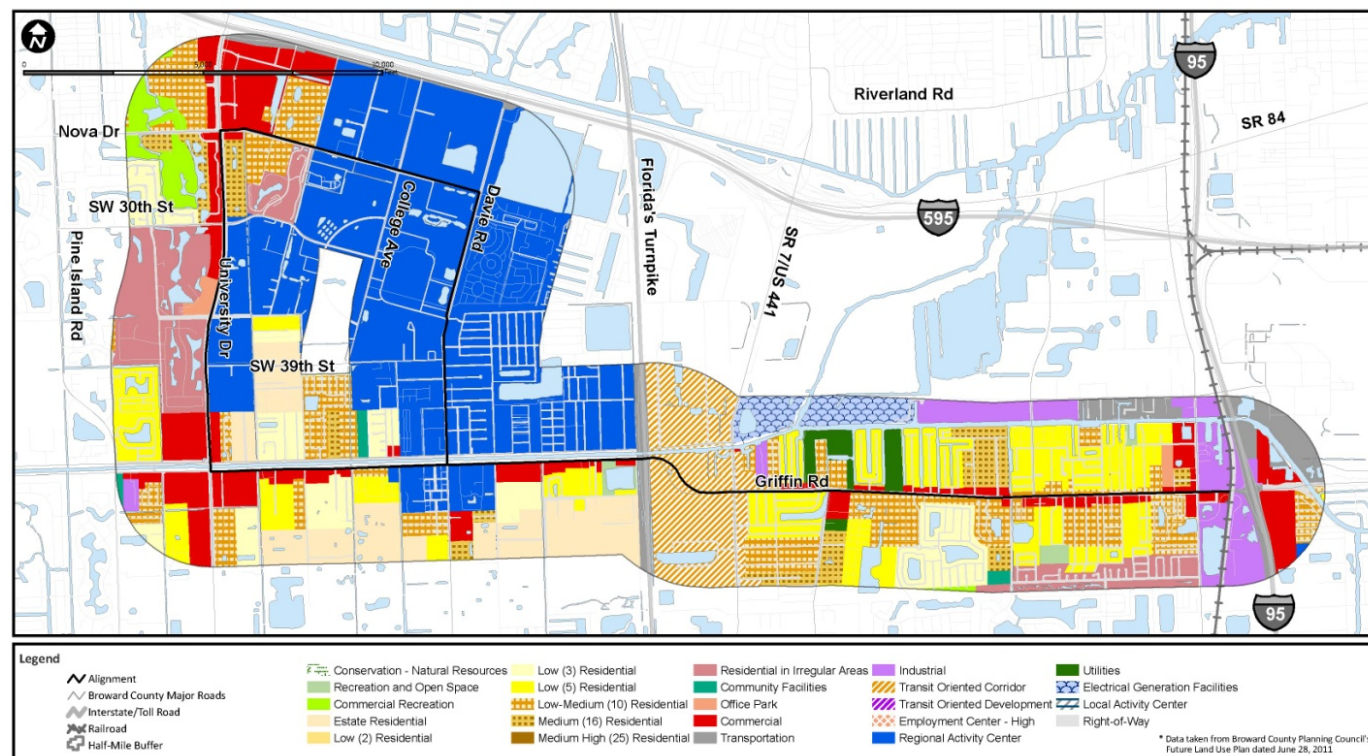 N
0
5,000
10,000
Feet
95
Riverland Rd
SR 84
Nova Dr
Florida's Turnpike
Davie Rd
College Ave
SW 30th St
595
SR 7/US 441
Pine Island Rd
University Dr
SW 39th St
Griffin Rd
95
Legend
Alignment
Broward County Major Roads
Interstate/Toll Road
Railroad
Half-Mile Buffer
Conservation - Natural Resources
Recreation and Open Space
Commercial Recreation
Estate Residential
Low (2) Residential
Low (3) Residential
Low (5) Residential
Low-Medium (10) Residential
Medium (16) Residential
Medium High (25) Residential
Residential in Irregular Areas
Community Facilities
Office Park
Commercial
Transportation
Industrial
Transit Oriented Corridor
Transit Oriented Development
Employment Center - High
Regional Activity Center
Utilities
Electrical Generation Facilities
Local Activity Center
Right-of-Way
* Data taken from Broward County Planning Council's
Future Land Use Plan dated June 28, 2011